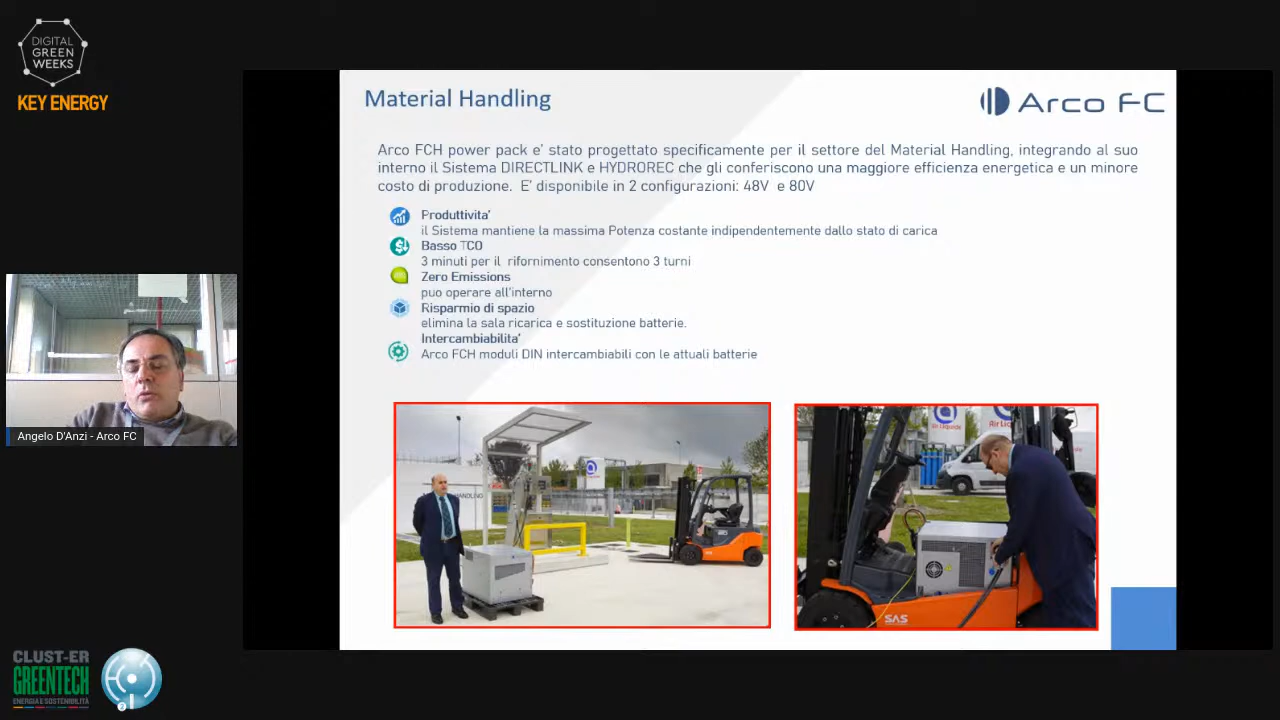 DIGITAL
GREEN
WEEKS
KEY ENERGY
Material Handling
Arco FC
Arco FCH power pack e' stato progettato specificamente per il settore del Material Handling, integrando al suo
interno il Sistema DIRECTLINK e HYDROREC che gli conferiscono una maggiore efficienza energetica e un minore
costo di produzione. E' disponibile in 2 configurazioni: 48V e 80V
Produttivita'
il Sistema mantiene la massima Potenza costante indipendentemente dallo stato di carica
Basso TCO
3 minuti per il rifornimento consentono 3 turni
Zero Emissions
puo operare all'interno
Risparmio di spazio
elimina la sala ricarica e sostituzione batterie.
Intercambiabilita'
Arco FCH moduli DIN intercambiabili con le attuali batterie
Air Liquide
SAS
Angelo D'Anzi - Arco FC
CLUST-ER
GREENTECH
ENERGIA E SOSTENIBILITÀ